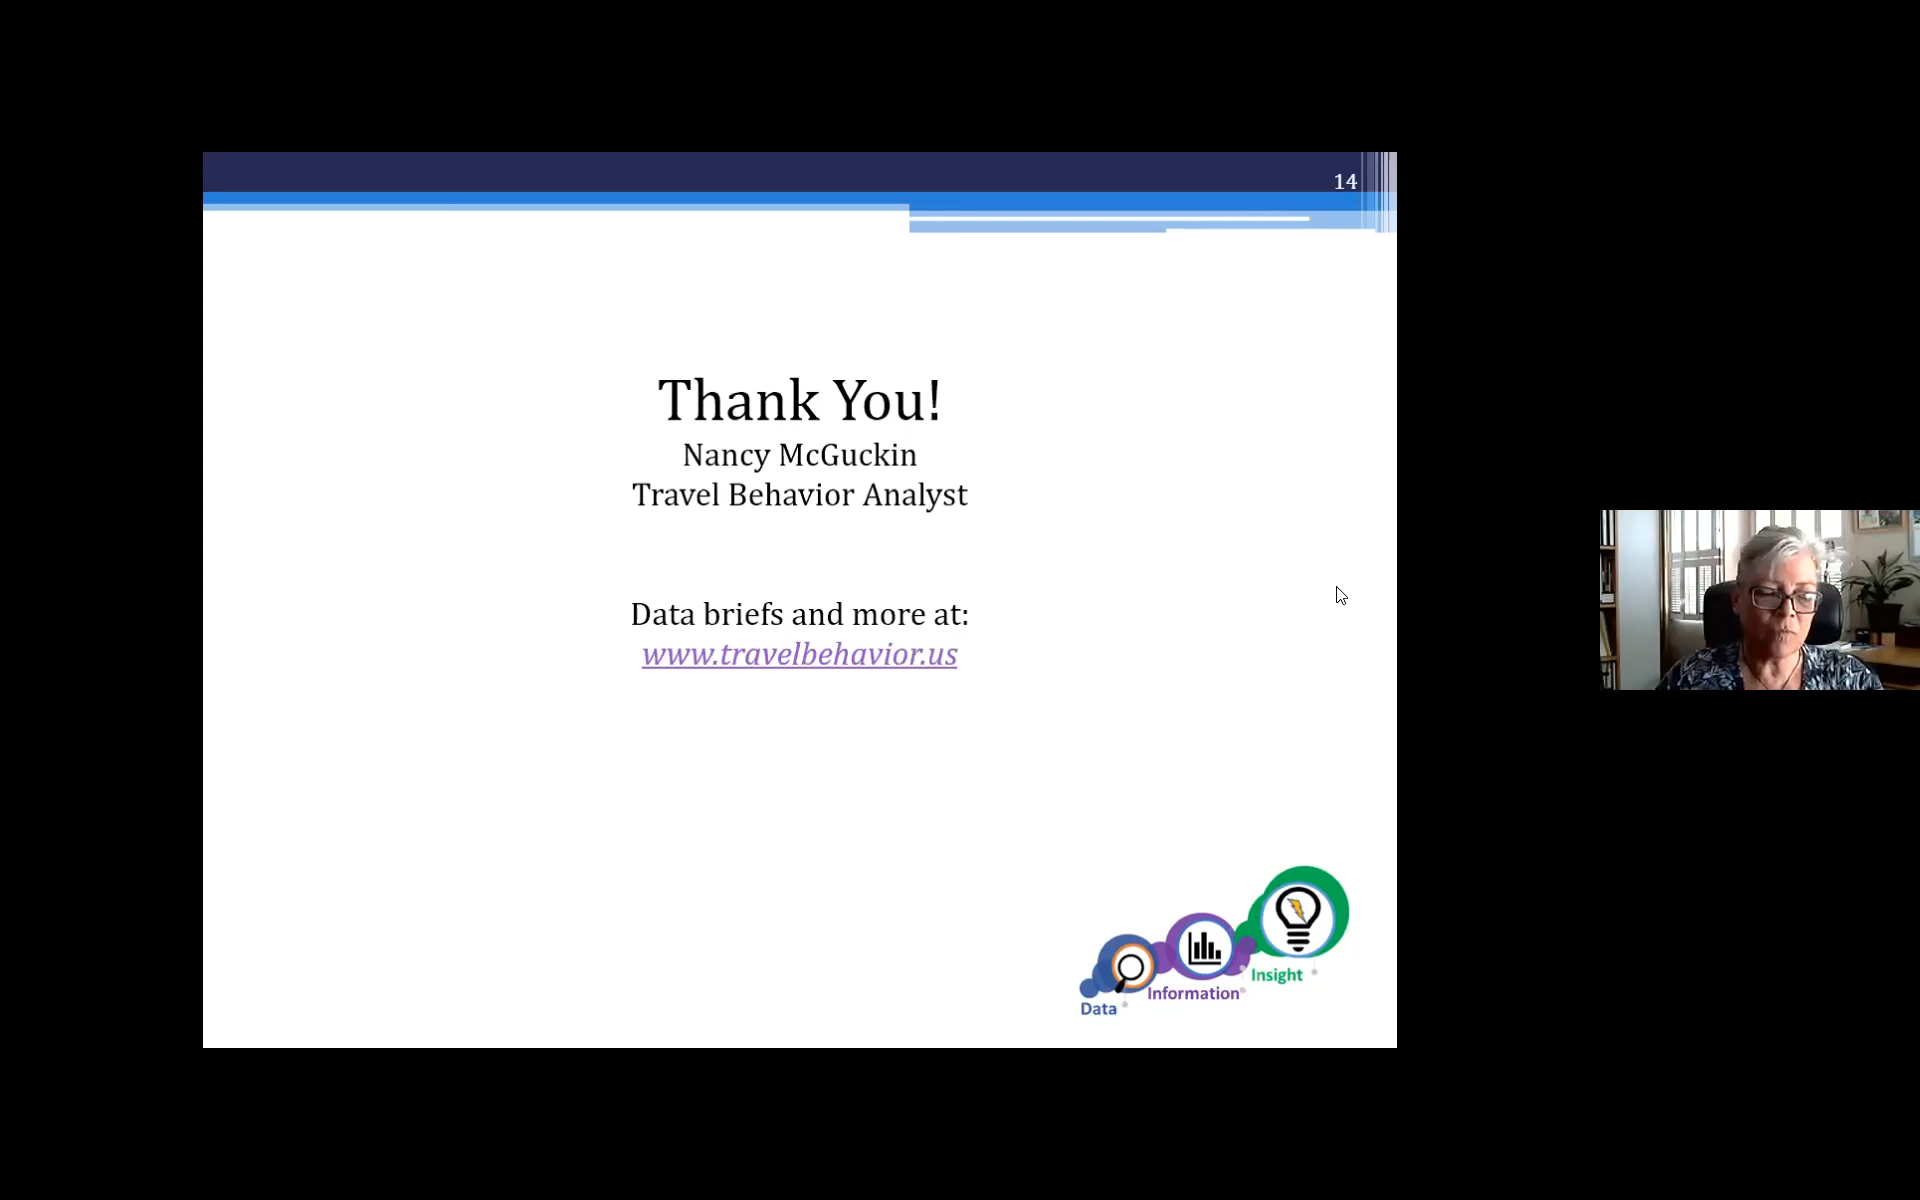 14
Thank You!
Nancy McGuckin
Travel Behavior Analyst
Data briefs and more at:
www.travelbehavior.us
Insight
Information
Data